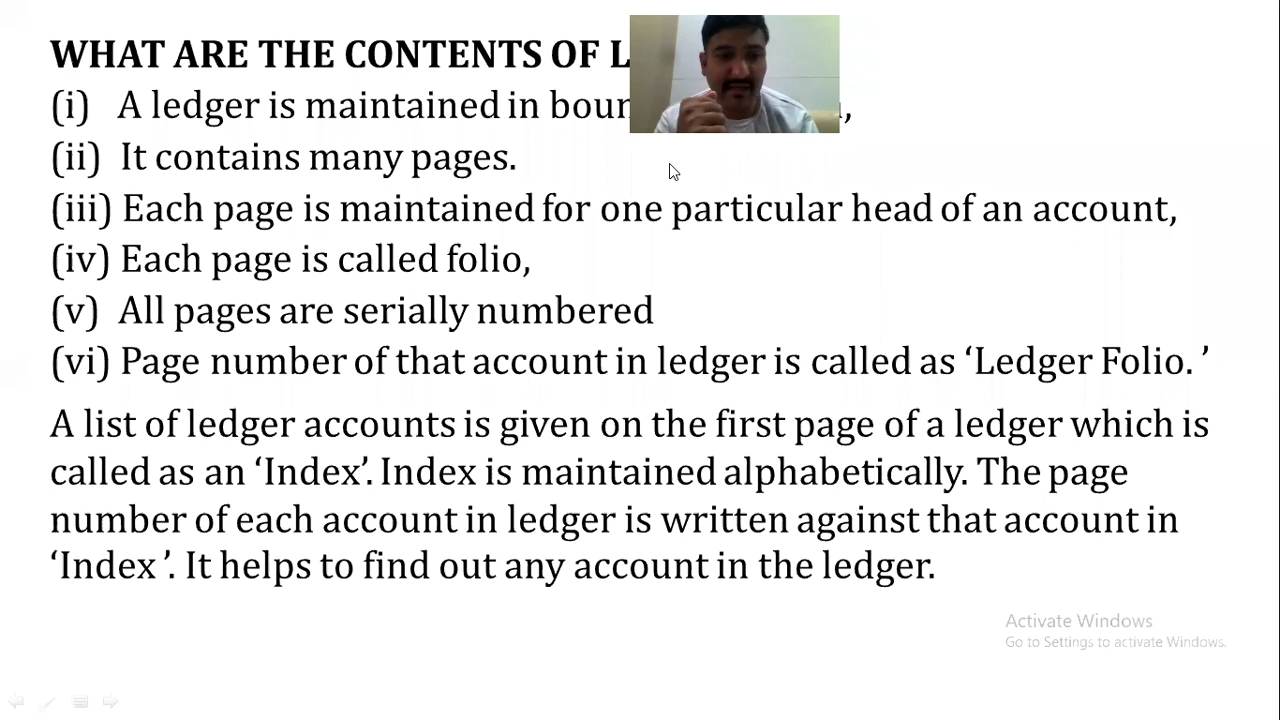 WHAT ARE THE CONTENTS OF
(i) A ledger is maintained in
(ii) It contains many pages.
(iii) Each page is maintained for one particular head of an account,
(iv) Each page is called folio,
(v) All pages are serially numbered
(vi) Page number of that account in ledger is called as ‘Ledger Folio. ’
A list of ledger accounts is given on the first page of a ledger which is
called as an ‘Index’. Index is maintained alphabetically. The page
number of each account in ledger is written against that account in
‘Index ’. It helps to find out any account in the ledger.
Activate Windows
Go to Settings to activate Windows.